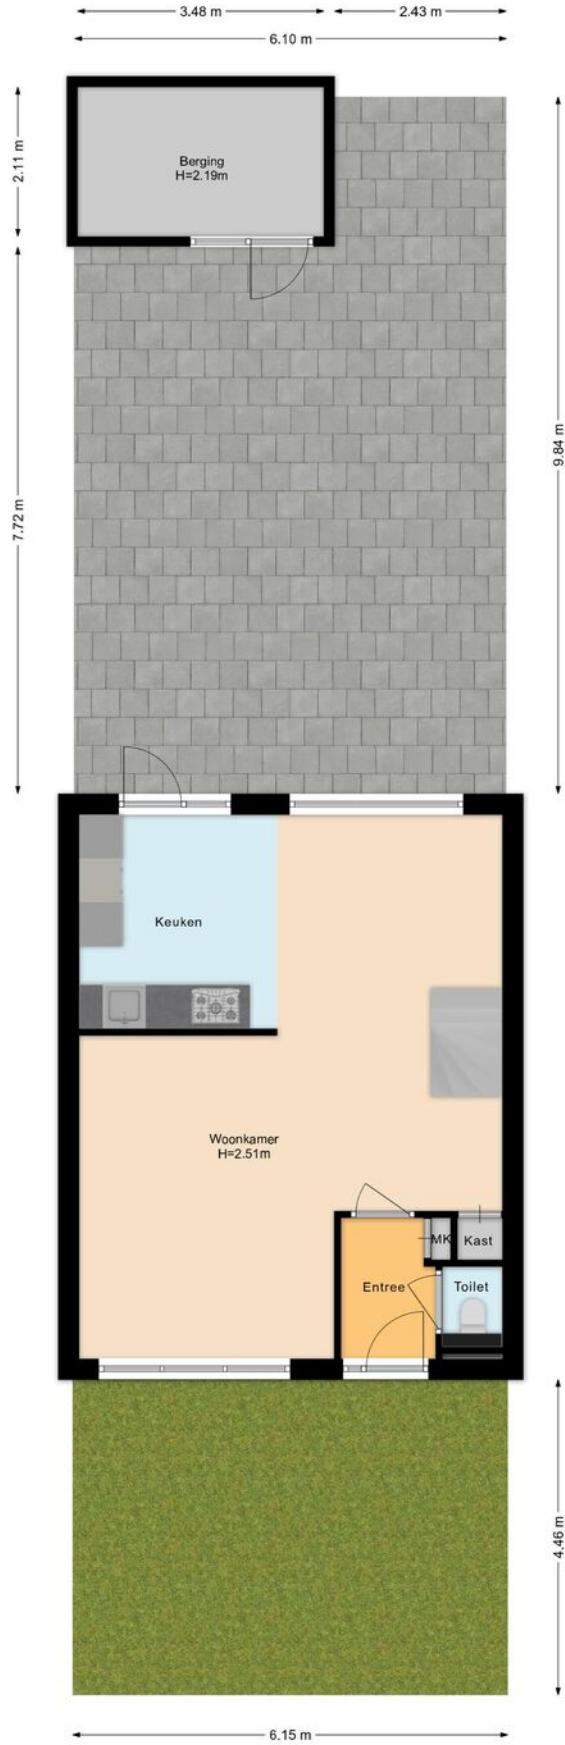 3.48 m
2.43 m
6.10 m
2.11 m
Berging
H=2.19m
9.84 m
7.72 m
Keuken
Woonkamer
H=2.51m
MK
Kast
Entree
Toilet
4.46 m
6.15 m